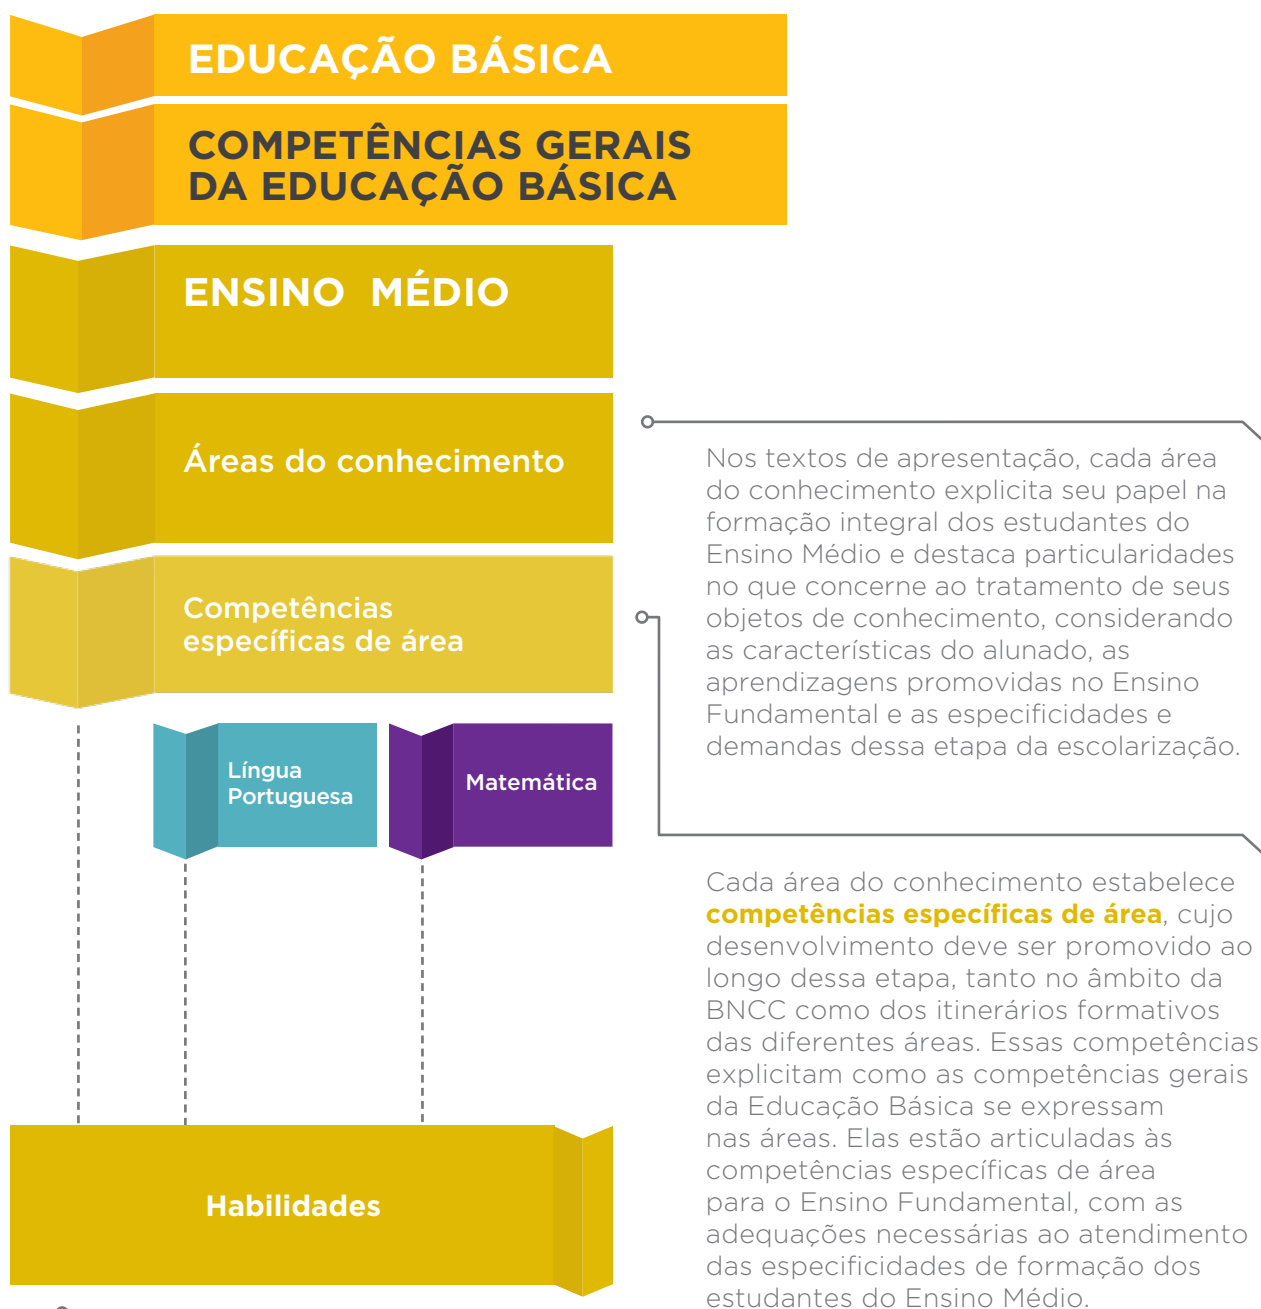 EDUCAÇÃO BÁSICA
COMPETÊNCIAS GERAIS
DA EDUCAÇÃO BÁSICA
ENSINO MÉDIO
Áreas do conhecimento
Competências
específicas de área
Língua
Portuguesa
Matemática
Habilidades
Nos textos de apresentação, cada área
do conhecimento explicita seu papel na
formação integral dos estudantes do
Ensino Médio e destaca particularidades
no que concerne ao tratamento de seus
objetos de conhecimento, considerando
as características do alunado, as
aprendizagens promovidas no Ensino
Fundamental e as especificidades e
demandas dessa etapa da escolarização.
Cada área do conhecimento estabelece
competências específicas de área, cujo
desenvolvimento deve ser promovido ao
longo dessa etapa, tanto no âmbito da
BNCC como dos itinerários formativos
das diferentes áreas. Essas competências
explicitam como as competências gerais
da Educação Básica se expressam
nas áreas. Elas estão articuladas às
competências específicas de área
para o Ensino Fundamental, com as
adequações necessárias ao atendimento
das especificidades de formação dos
estudantes do Ensino Médio.